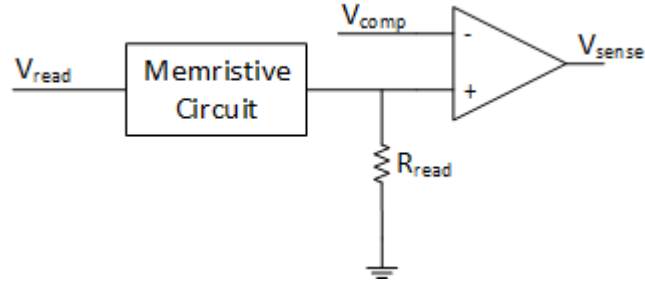 V_comp
V_read
Memristive
Circuit
-
+
V_sense
R_read